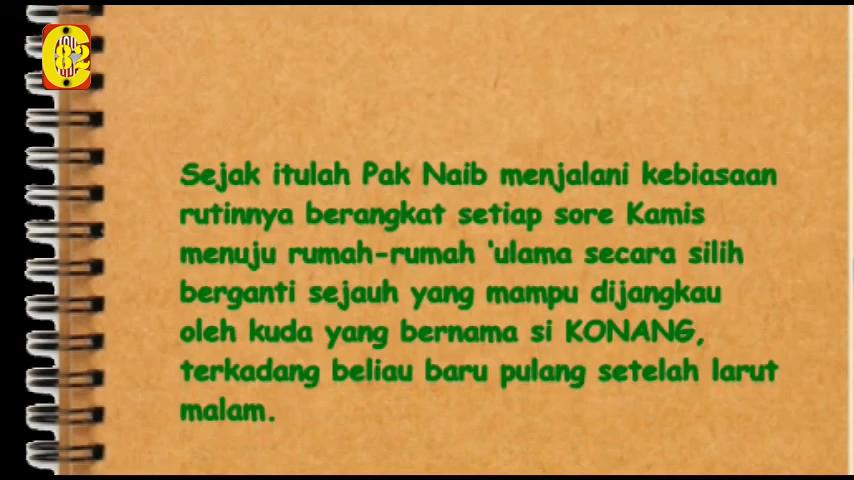 C82
Sejak itulah Pak Naib menjalani kebiasaan
rutinnya berangkat setiap sore Kamis
menuju rumah-rumah 'ulama secara silih
berganti sejauh yang mampu dijangkau
oleh kuda yang bernama si KONANG,
terkadang beliau baru pulang setelah larut
malam.